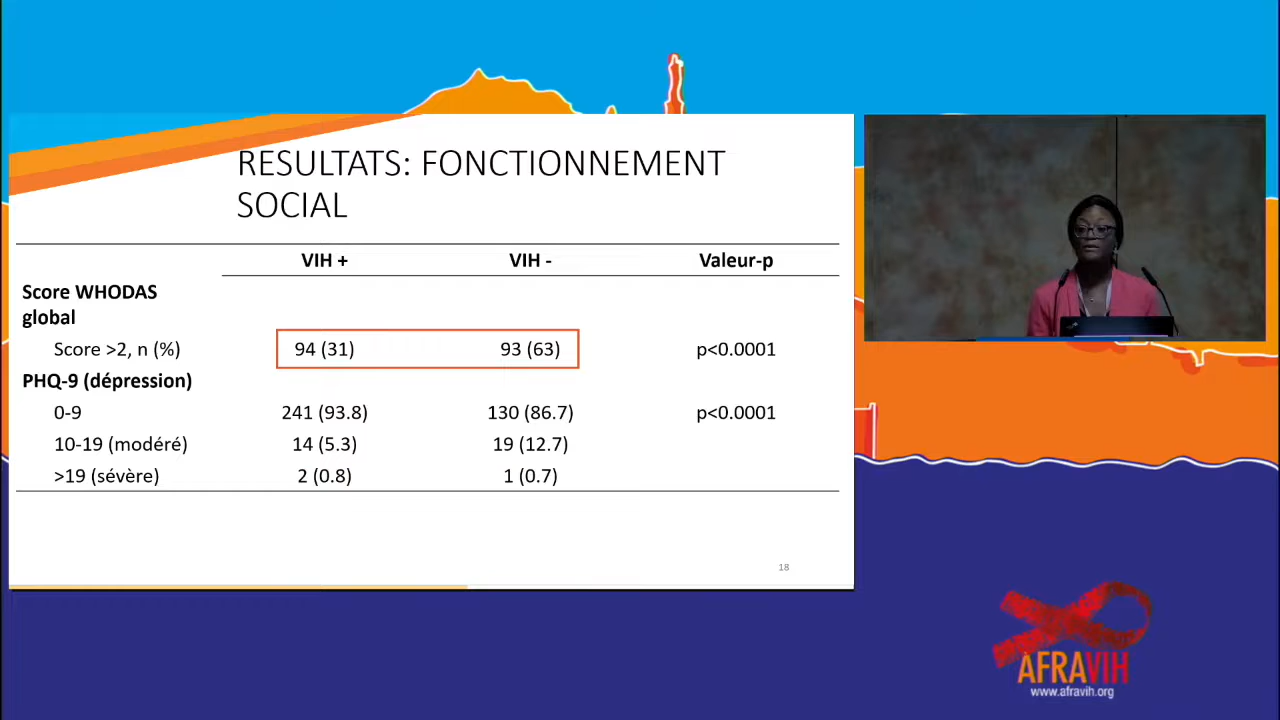 RESULTATS: FONCTIONNEMENT
SOCIAL
VIH + VIH - Valeur-p
Score WHODAS
global
Score >2, n (%) 94 (31) 93 (63) p<0.0001
PHQ-9 (dépression)
0-9 241 (93.8) 130 (86.7) p<0.0001
10-19 (modéré) 14 (5.3) 19 (12.7)
>19 (sévère) 2 (0.8) 1 (0.7)
18
AFRAVIH
www.afravih.org